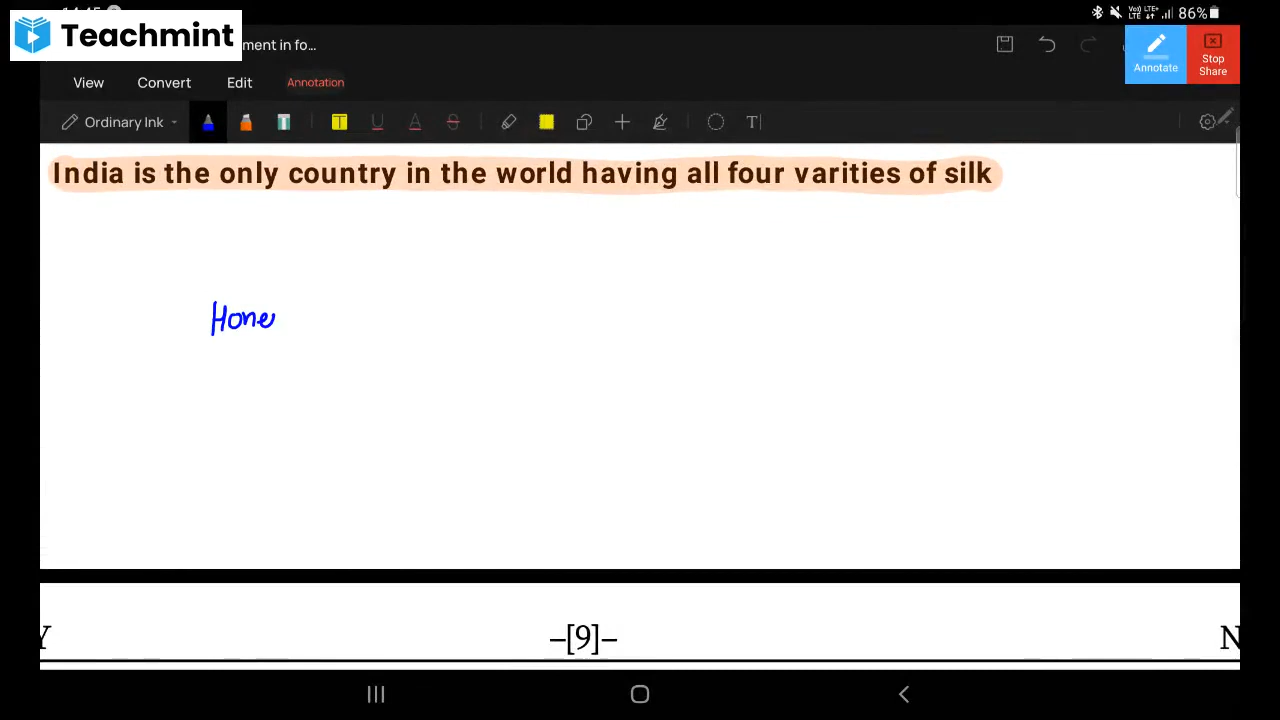 Teachmint
ment in fo...
86%
Annotate
Stop
Share
View Convert Edit Annotation
Ordinary Ink
India is the only country in the world having all four varities of silk
Hone
–[9]–